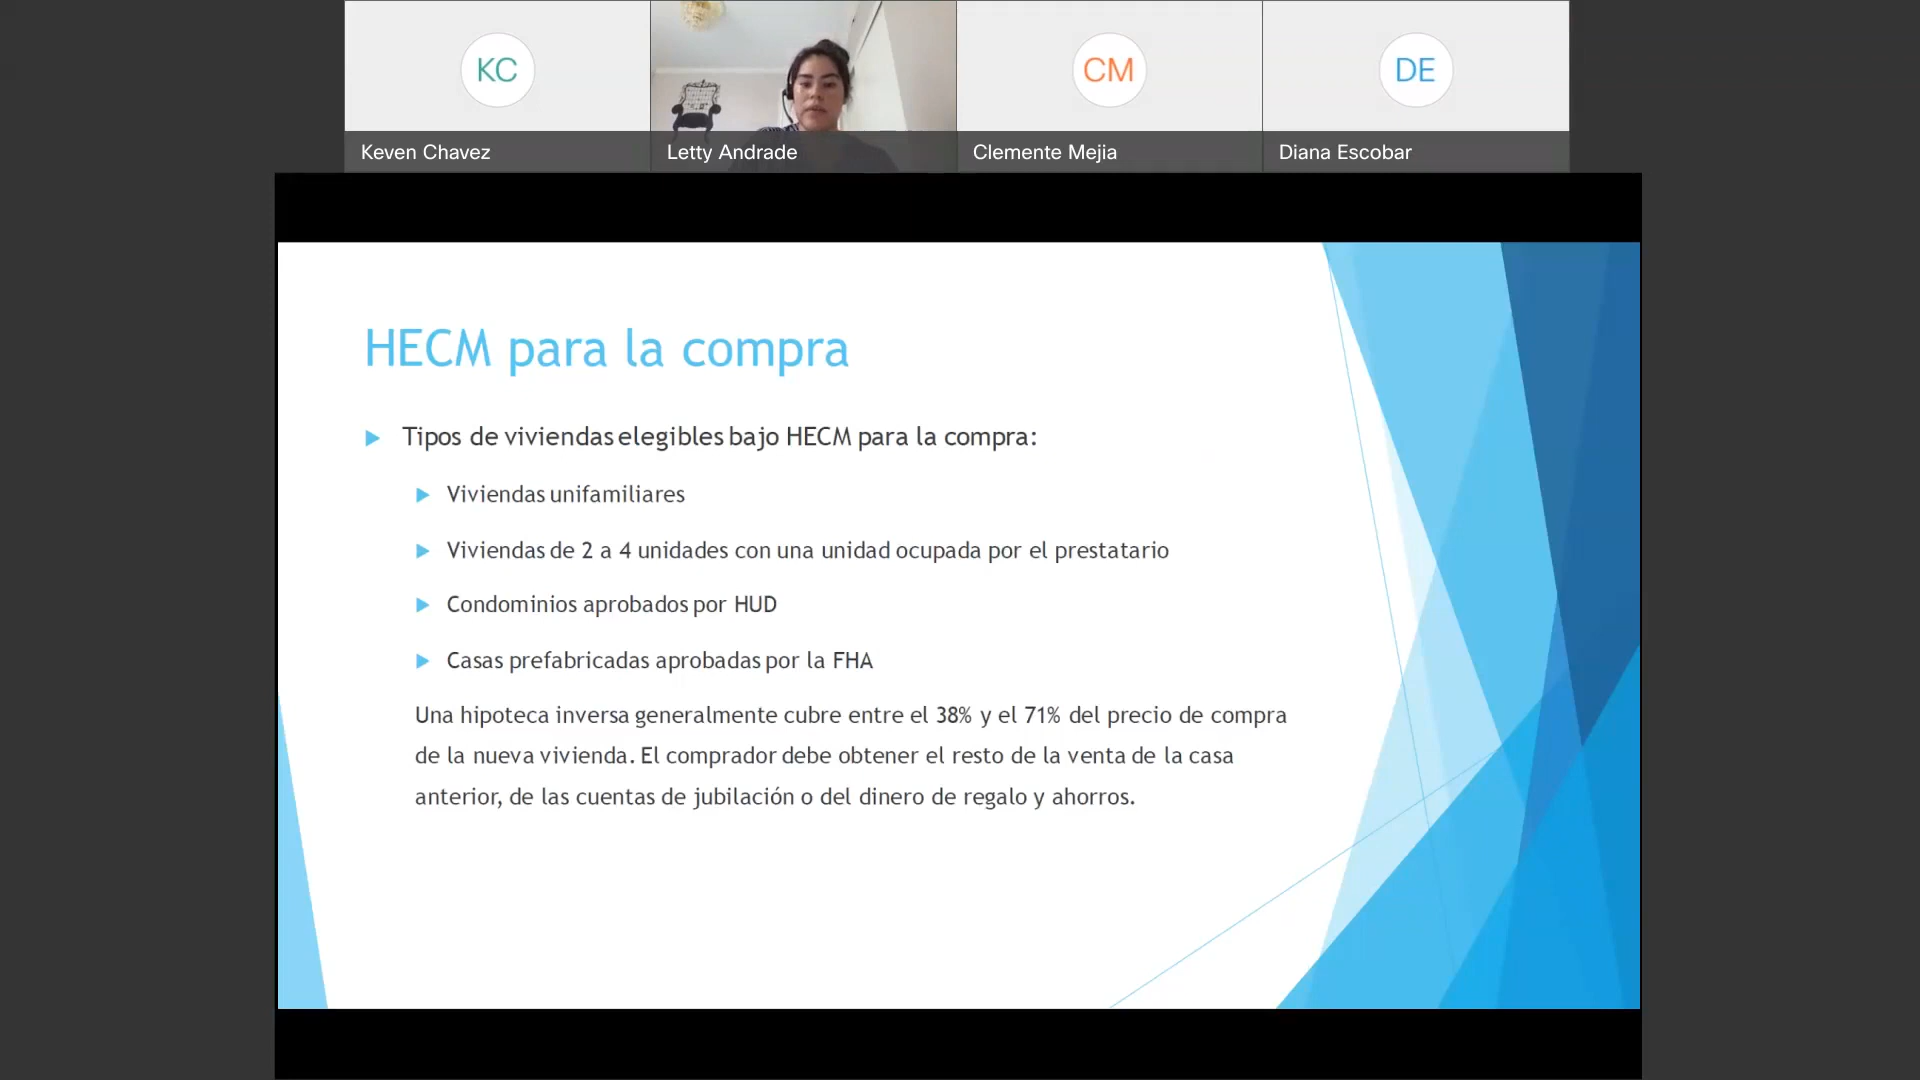 KC
CM
DE
Keven Chavez
Letty Andrade
Clemente Mejia
Diana Escobar
HECM para la compra
Tipos de viviendas elegibles bajo HECM para la compra:
Viviendas unifamiliares
Viviendas de 2 a 4 unidades con una unidad ocupada por el prestatario
Condominios aprobados por HUD
Casas prefabricadas aprobadas por la FHA
Una hipoteca inversa generalmente cubre entre el 38% y el 71% del precio de compra
de la nueva vivienda. El comprador debe obtener el resto de la venta de la casa
anterior, de las cuentas de jubilación o del dinero de regalo y ahorros.